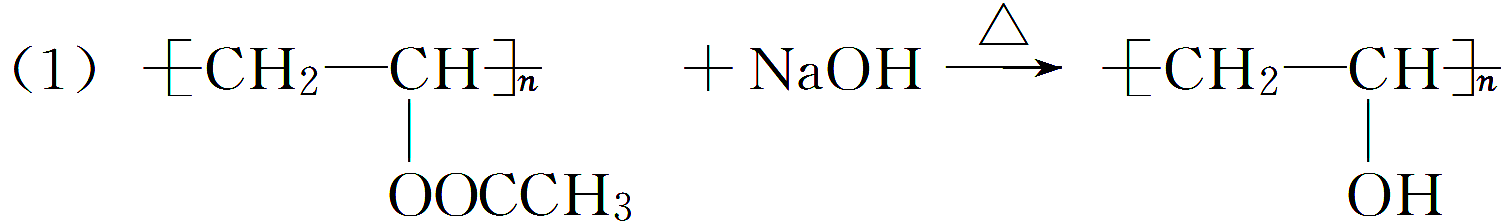 (1) ⁅CH₂—CH⁆ₙ + NaOH △→ ⁅CH₂—CH⁆ₙ
OOCCH₃ OH